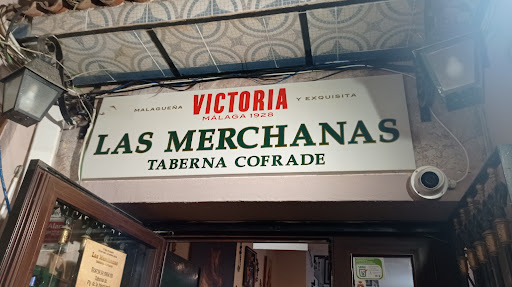 MALAGUEÑA VICTORIA Y EXQUISITA
MÁLAGA 1928
LAS MERCHANAS
TABERNA COFRADE